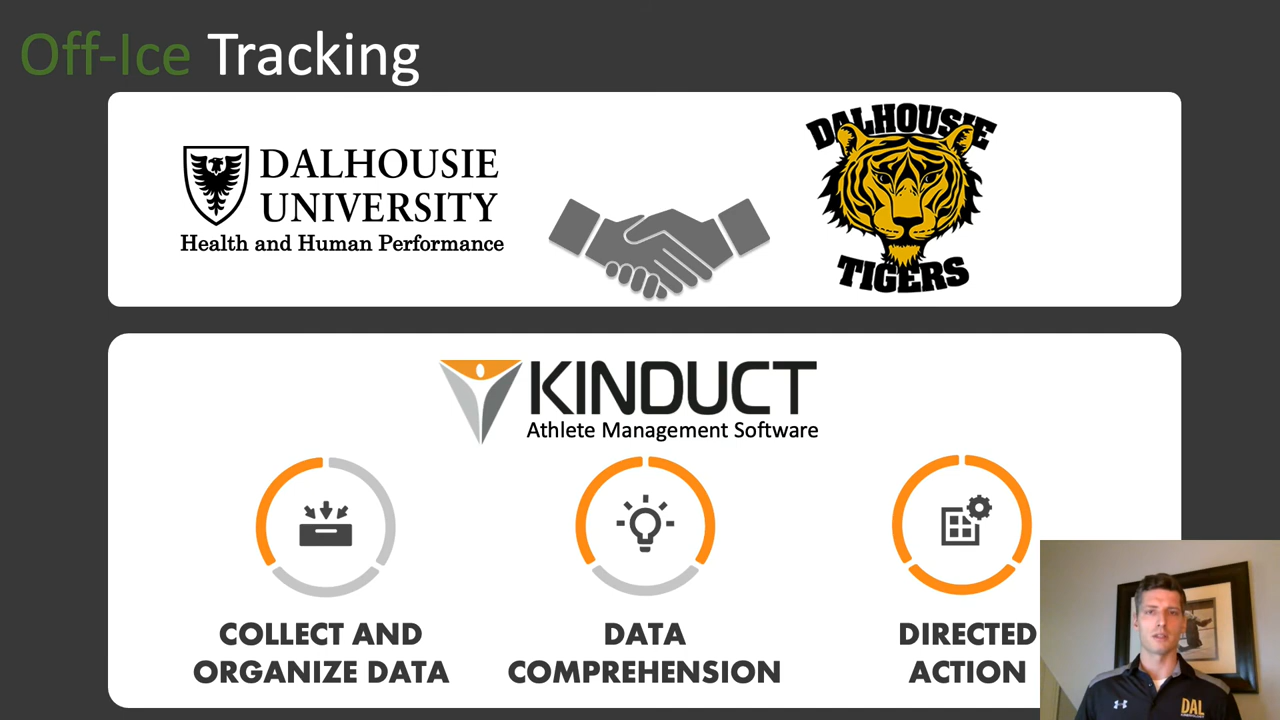 Off-Ice Tracking
DALHOUSIE
UNIVERSITY
Health and Human Performance
DALHOUSIE
TIGERS
KINDUCT
Athlete Management Software
COLLECT AND
ORGANIZE DATA
DATA
COMPREHENSION
DIRECTED
ACTION
DAL